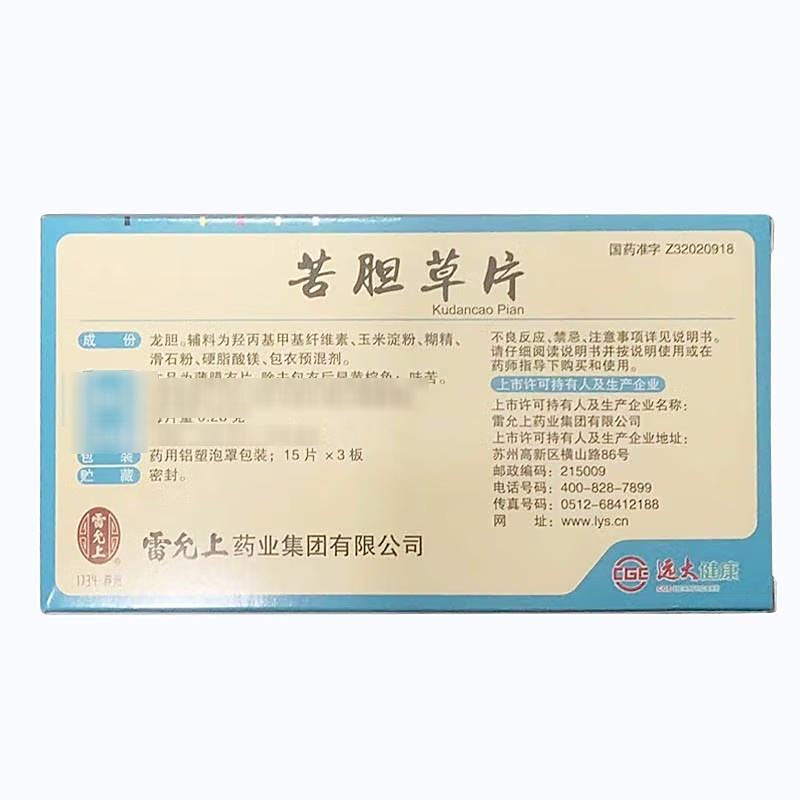 国药准字 Z32020918
苦胆草片
Kudancao Pian
成 份 龙胆。辅料为羟丙基甲基纤维素、玉米淀粉、糊精、
滑石粉、硬脂酸镁、包衣预混剂。
包 装 药用铝塑泡罩包装；15片×3板
贮 藏 密封。
雷允上
1734·苏州
雷允上药业集团有限公司
不良反应、禁忌、注意事项详见说明书。
请仔细阅读说明书并按说明使用或在
药师指导下购买和使用。
上市许可持有人及生产企业
上市许可持有人及生产企业名称：
雷允上药业集团有限公司
上市许可持有人及生产企业地址：
苏州高新区横山路86号
邮政编码：215009
电话号码：400-828-7899
传真号码：0512-68412188
网 址：www.lys.cn
CGE 远大健康
CGE HEALTHCARE